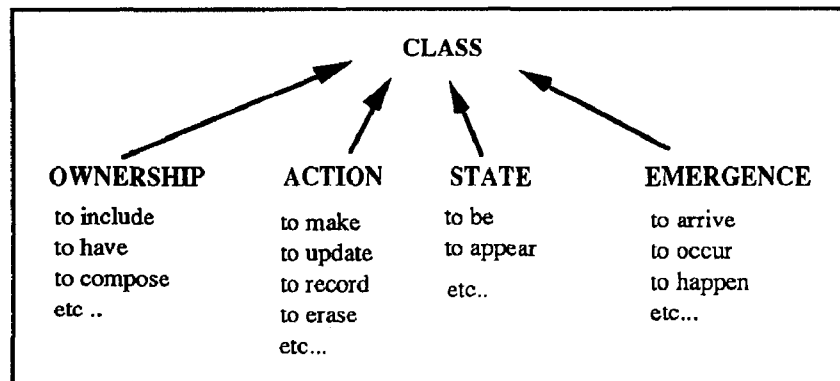 CLASS
OWNERSHIP
to include
to have
to compose
etc ..
ACTION
to make
to update
to record
to erase
etc...
STATE
to be
to appear
etc..
EMERGENCE
to arrive
to occur
to happen
etc...